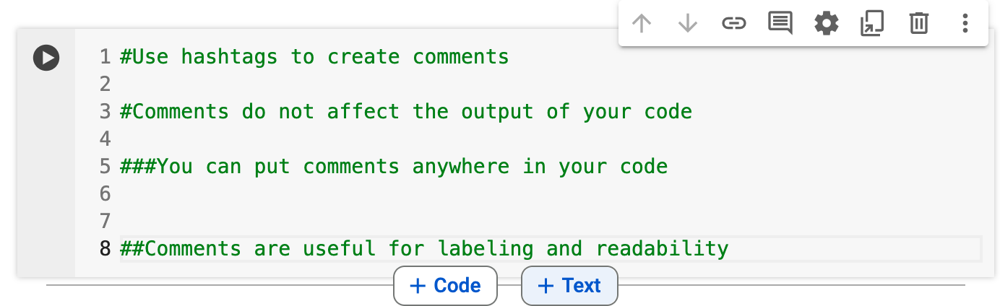 1 #Use hashtags to create comments
2
3 #Comments do not affect the output of your code
4
5 ###You can put comments anywhere in your code
6
7
8 ##Comments are useful for labeling and readability
+ Code + Text